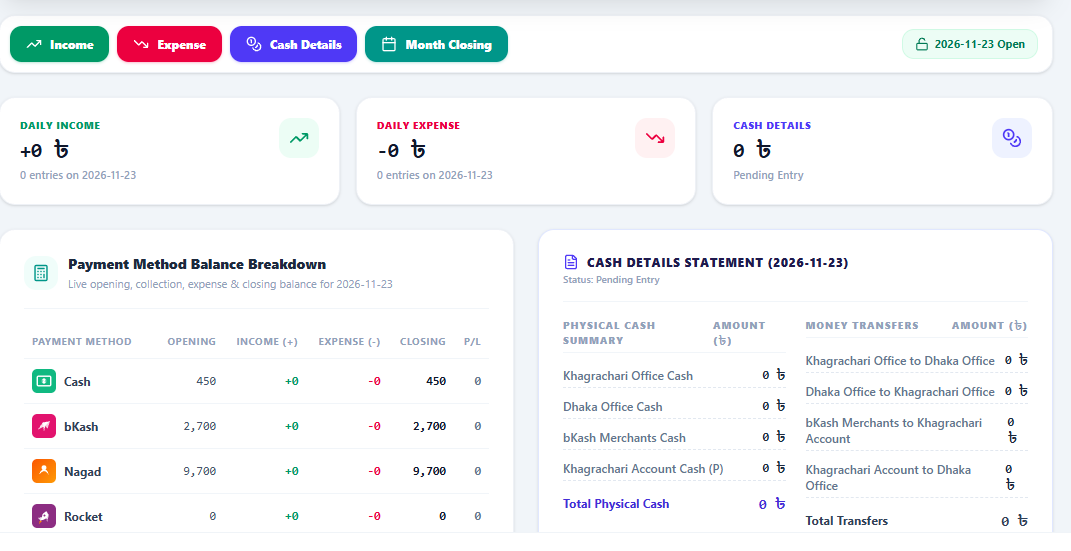 Income Expense Cash Details Month Closing 2026-11-23 Open
DAILY INCOME
+0 ৳
0 entries on 2026-11-23
DAILY EXPENSE
-0 ৳
0 entries on 2026-11-23
CASH DETAILS
0 ৳
Pending Entry
Payment Method Balance Breakdown
Live opening, collection, expense & closing balance for 2026-11-23
PAYMENT METHOD OPENING INCOME (+) EXPENSE (-) CLOSING P/L
Cash 450 +0 -0 450 0
bKash 2,700 +0 -0 2,700 0
Nagad 9,700 +0 -0 9,700 0
Rocket 0 +0 -0 0 0
CASH DETAILS STATEMENT (2026-11-23)
Status: Pending Entry
PHYSICAL CASH AMOUNT
SUMMARY (৳)
Khagrachari Office Cash 0 ৳
Dhaka Office Cash 0 ৳
bKash Merchants Cash 0 ৳
Khagrachari Account Cash (P) 0 ৳
Total Physical Cash 0 ৳
MONEY TRANSFERS AMOUNT (৳)
Khagrachari Office to Dhaka Office 0 ৳
Dhaka Office to Khagrachari Office 0 ৳
bKash Merchants to Khagrachari 0
Account ৳
Khagrachari Account to Dhaka 0
Office ৳
Total Transfers 0 ৳